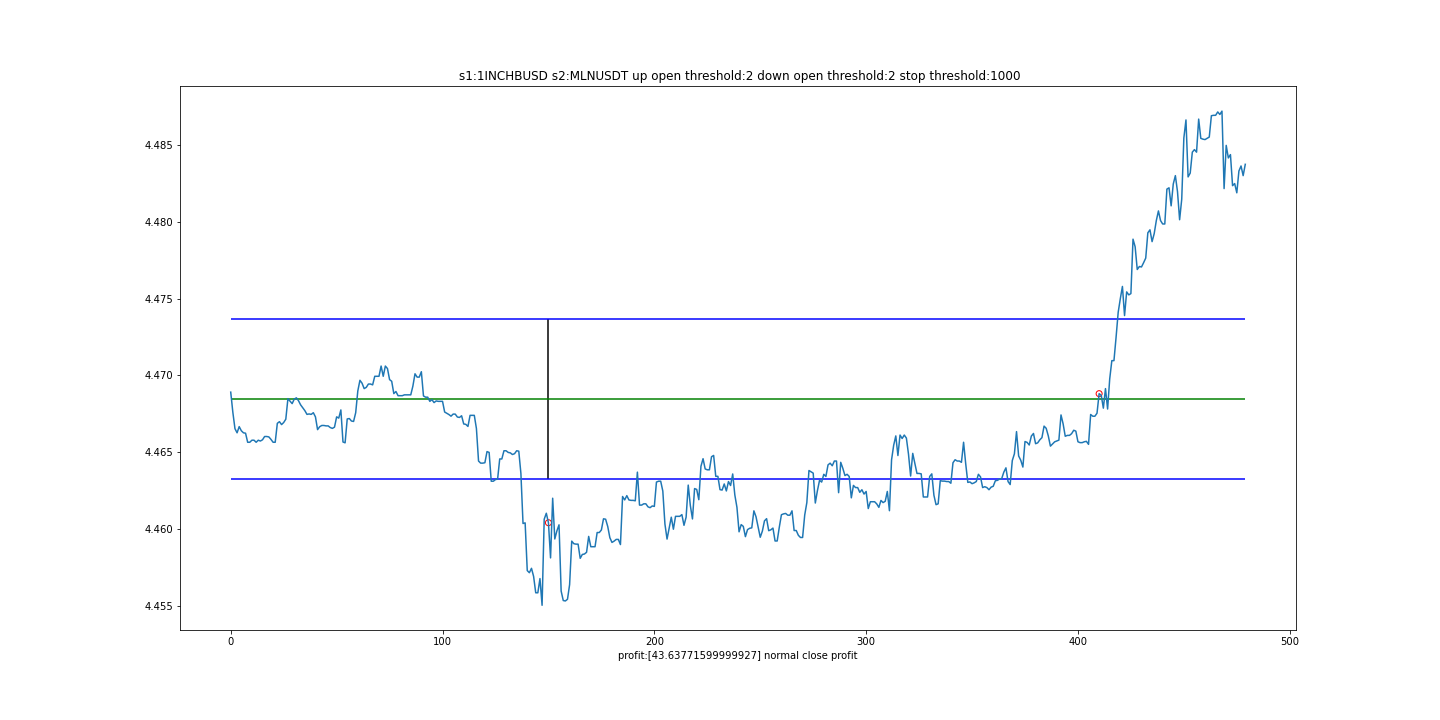 s1:1INCHBUSD s2:MLNUSDT up open threshold:2 down open threshold:2 stop threshold:1000
4.485
4.480
4.475
4.470
4.465
4.460
4.455
0 100 200 300 400 500
profit:[43.63771599999927] normal close profit